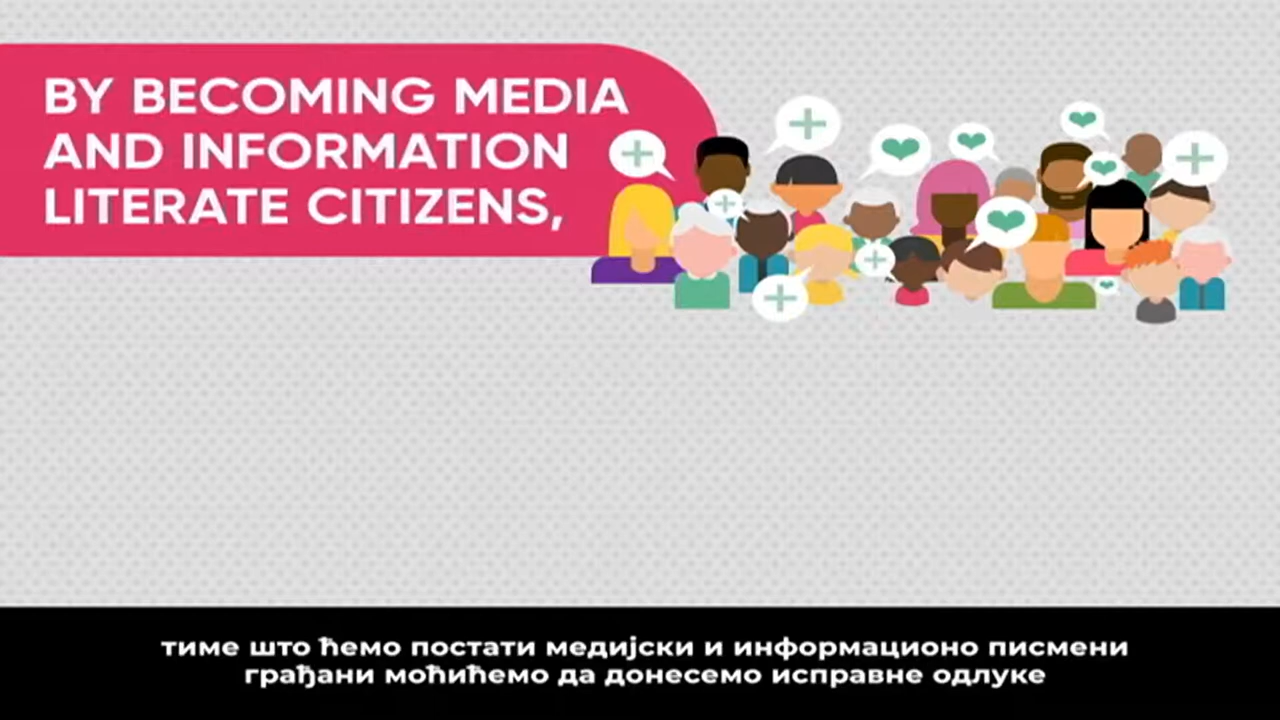 BY BECOMING MEDIA
AND INFORMATION
LITERATE CITIZENS,
тиме што ћемо постати медијски и информационо писмени
грађани моћићемо да донесемо исправне одлуке